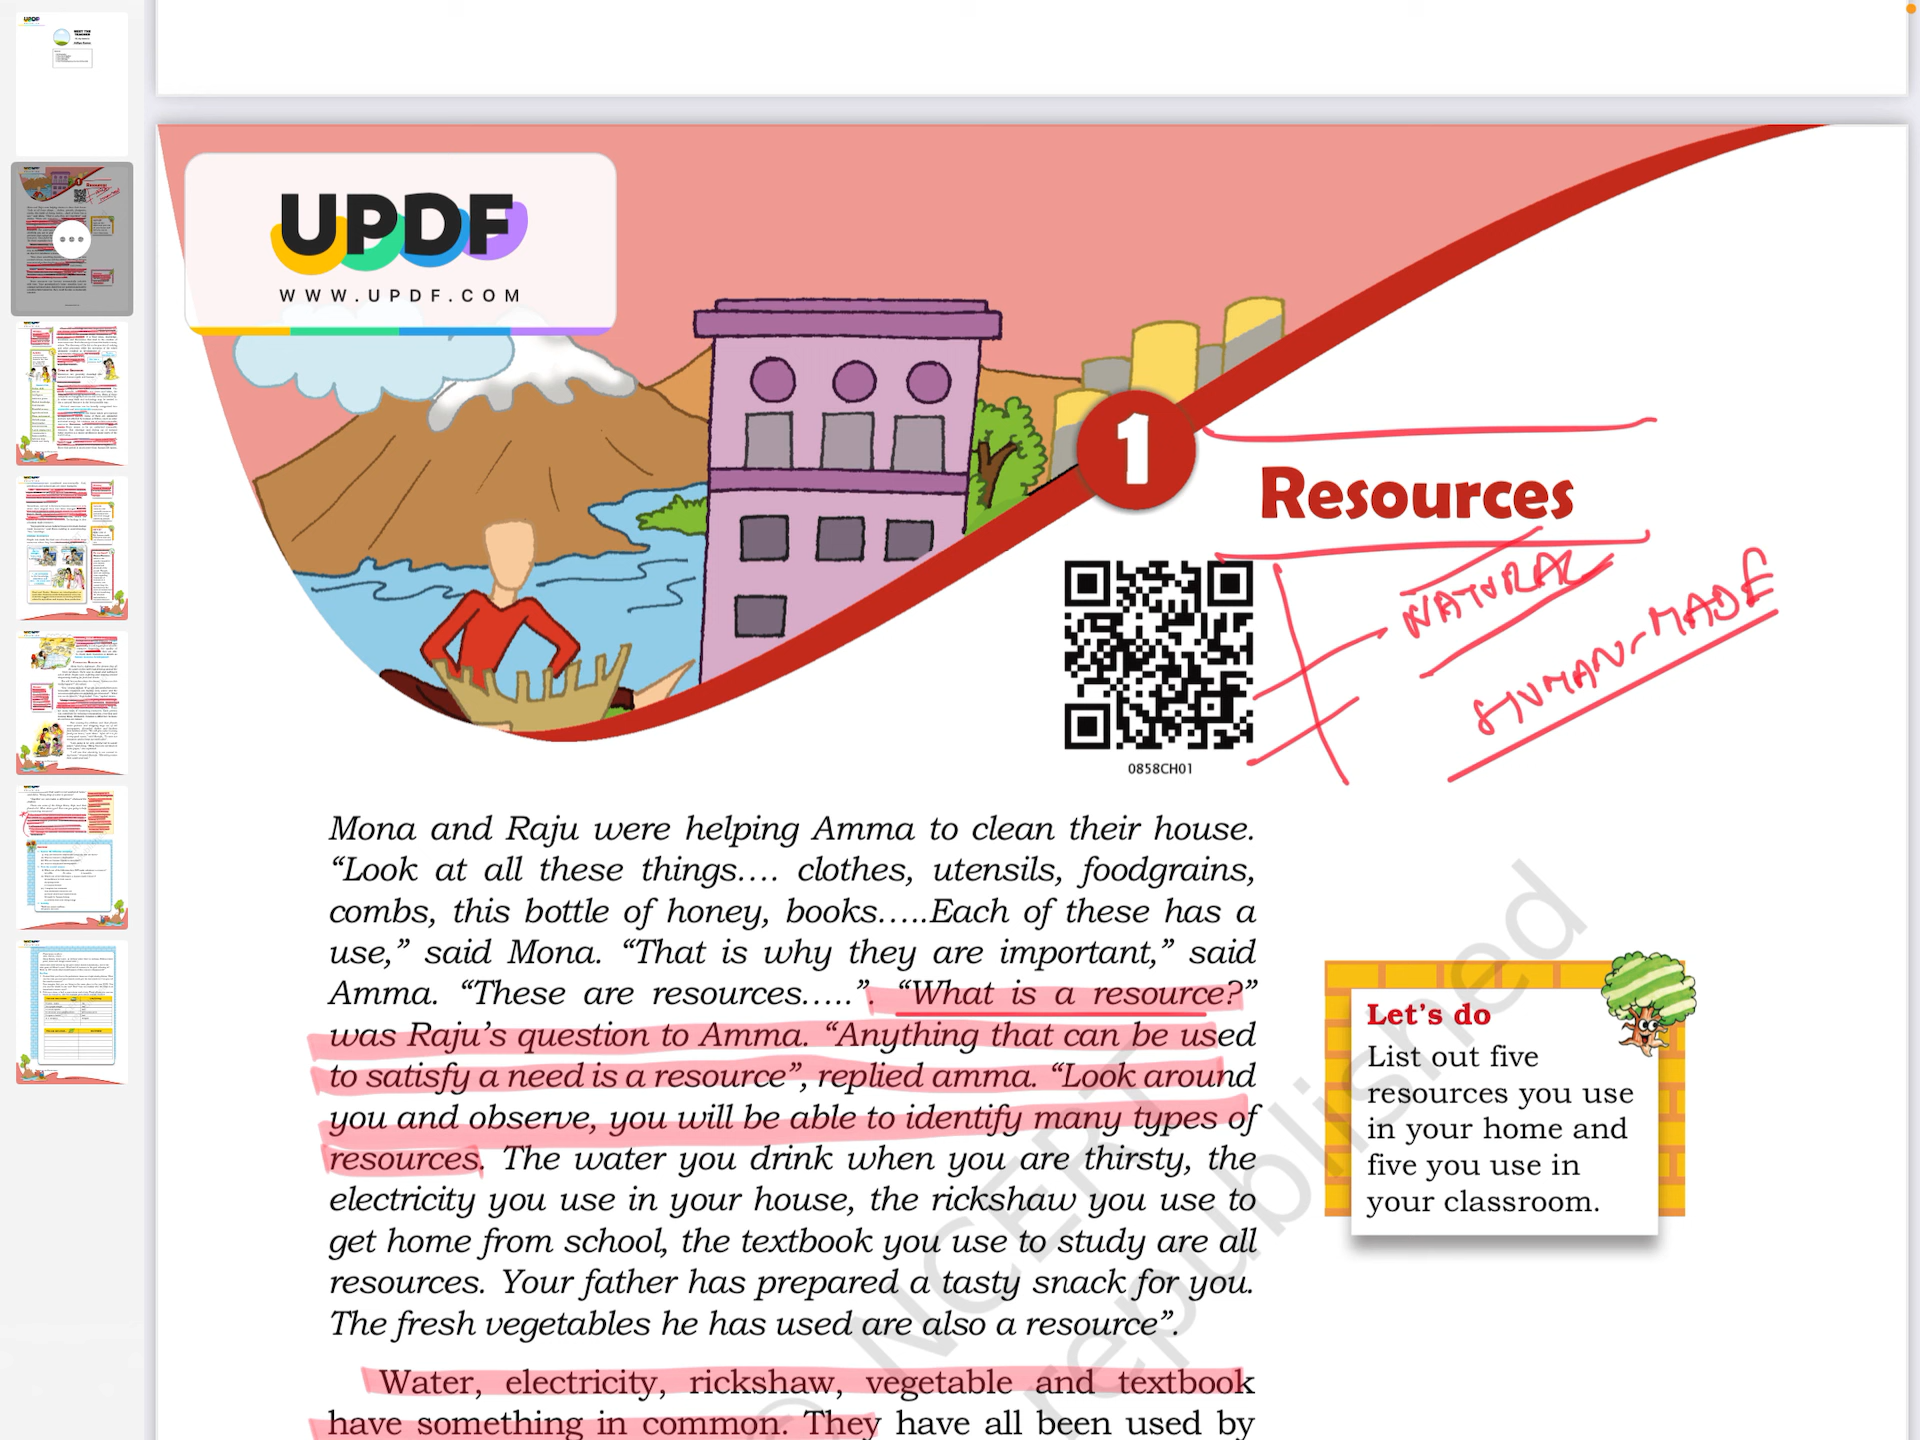 UPDF
WWW.UPDF.COM
1
Resources
NATURAL
HUMAN-MADE
0858CH01
Mona and Raju were helping Amma to clean their house.
“Look at all these things…. clothes, utensils, foodgrains,
combs, this bottle of honey, books…..Each of these has a
use,” said Mona. “That is why they are important,” said
Amma. “These are resources…..”. “What is a resource?”
was Raju’s question to Amma. “Anything that can be used
to satisfy a need is a resource”, replied amma. “Look around
you and observe, you will be able to identify many types of
resources. The water you drink when you are thirsty, the
electricity you use in your house, the rickshaw you use to
get home from school, the textbook you use to study are all
resources. Your father has prepared a tasty snack for you.
The fresh vegetables he has used are also a resource”.
Water, electricity, rickshaw, vegetable and textbook
have something in common. They have all been used by
Let’s do
List out five
resources you use
in your home and
five you use in
your classroom.
NCERT
republished